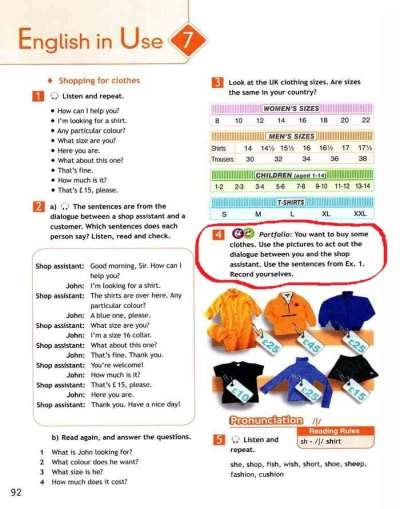 English in Use 7
Shopping for clothes
1 Listen and repeat.
• How can I help you?
• I'm looking for a shirt.
• Any particular colour?
• What size are you?
• Here you are.
• What about this one?
• That's fine.
• How much is it?
• That's £ 15, please.
2 a) The sentences are from the
dialogue between a shop assistant and a
customer. Which sentences does each
person say? Listen, read and check.
Shop assistant: Good morning, Sir. How can I
help you?
John: I'm looking for a shirt.
Shop assistant: The shirts are over here. Any
particular colour?
John: A blue one, please.
Shop assistant: What size are you?
John: I'm a size 16 collar.
Shop assistant: What about this one?
John: That's fine. Thank you.
Shop assistant: You're welcome!
John: How much is it?
Shop assistant: That's £ 15, please.
John: Here you are.
Shop assistant: Thank you. Have a nice day!
b) Read again, and answer the questions.
1 What is John looking for?
2 What colour does he want?
3 What size is he?
4 How much does it cost?
92
3 Look at the UK clothing sizes. Are sizes
the same in your country?
WOMEN'S SIZES
8 10 12 14 16 18 20 22
MEN'S SIZES
Shirts 14 14½ 15½ 16 16½ 17 17½
Trousers 30 32 34 36 38
CHILDREN (aged 1-14)
1-2 2-3 3-4 5-6 7-8 9-10 11-12 13-14
T-SHIRTS
S M L XL XXL
4 Portfolio: You want to buy some
clothes. Use the pictures to act out the
dialogue between you and the shop
assistant. Use the sentences from Ex. 1.
Record yourselves.
£25 £45 £25
£10 £25 £15
Pronunciation /ʃ/
5 Listen and
repeat.
Reading Rules
sh - /ʃ/ shirt
she, shop, fish, wish, short, shoe, sheep,
fashion, cushion